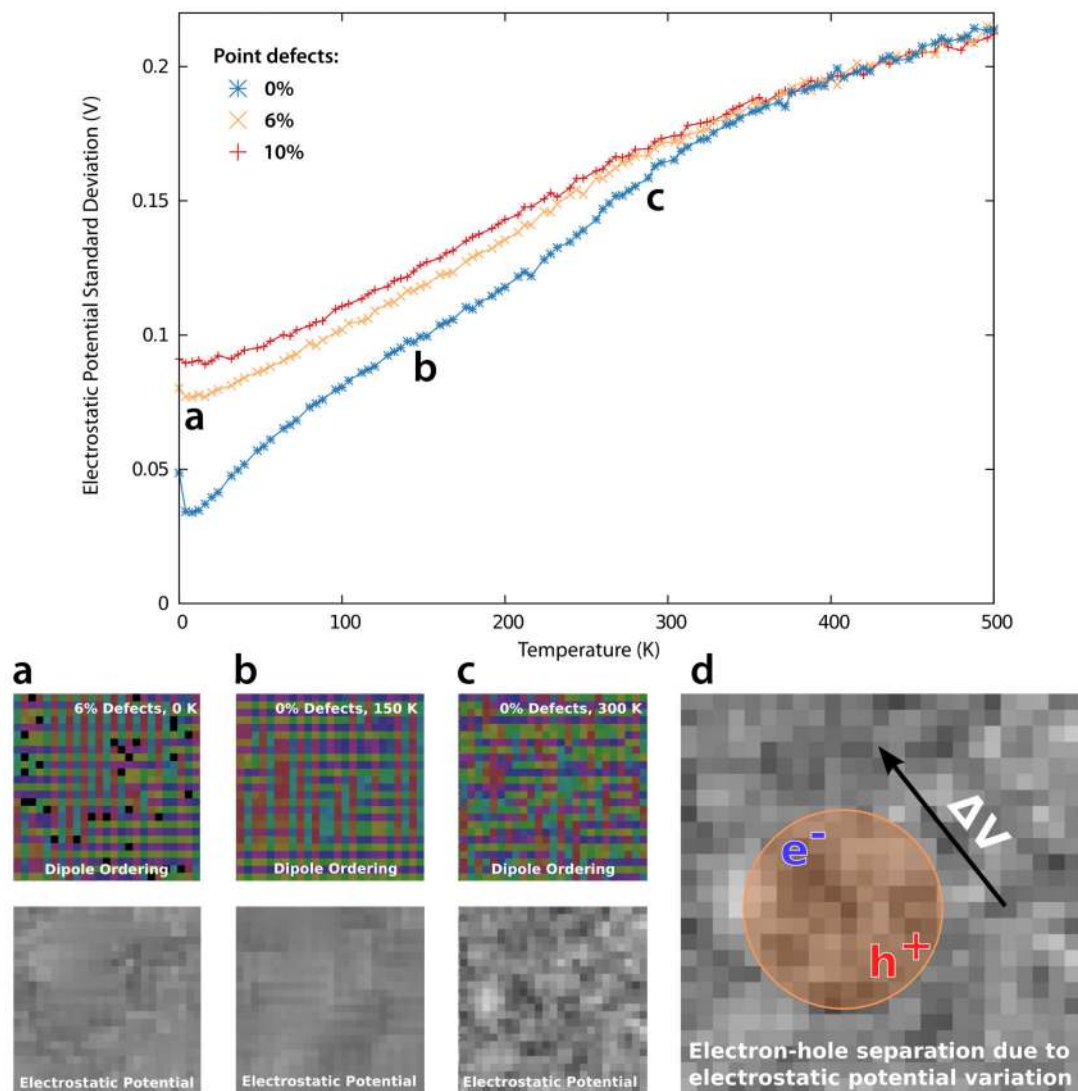 Point defects:
0%
6%
10%
Electrostatic Potential Standard Deviation (V)
0.2
0.15
0.1
0.05
0
a
b
c
0
100
200
300
400
500
Temperature (K)
a
b
c
d
6% Defects, 0 K
Dipole Ordering
0% Defects, 150 K
Dipole Ordering
0% Defects, 300 K
Dipole Ordering
Electrostatic Potential
Electrostatic Potential
Electrostatic Potential
ΔV
e-
h+
Electron-hole separation due to
electrostatic potential variation